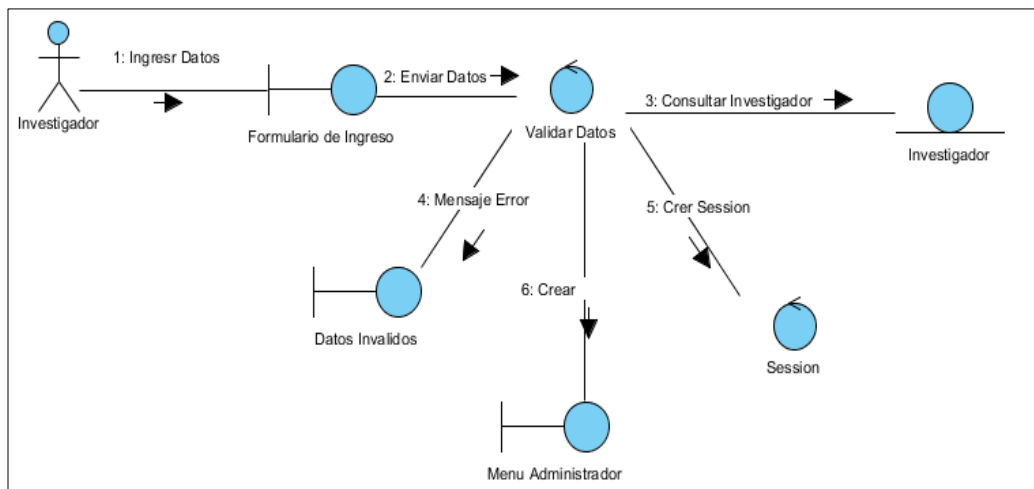 1: Ingresr Datos
2: Enviar Datos
3: Consultar Investigador
Investigador
Formulario de Ingreso
Validar Datos
Investigador
4: Mensaje Error
5: Crer Session
6: Crear
Datos Invalidos
Session
Menu Administrador